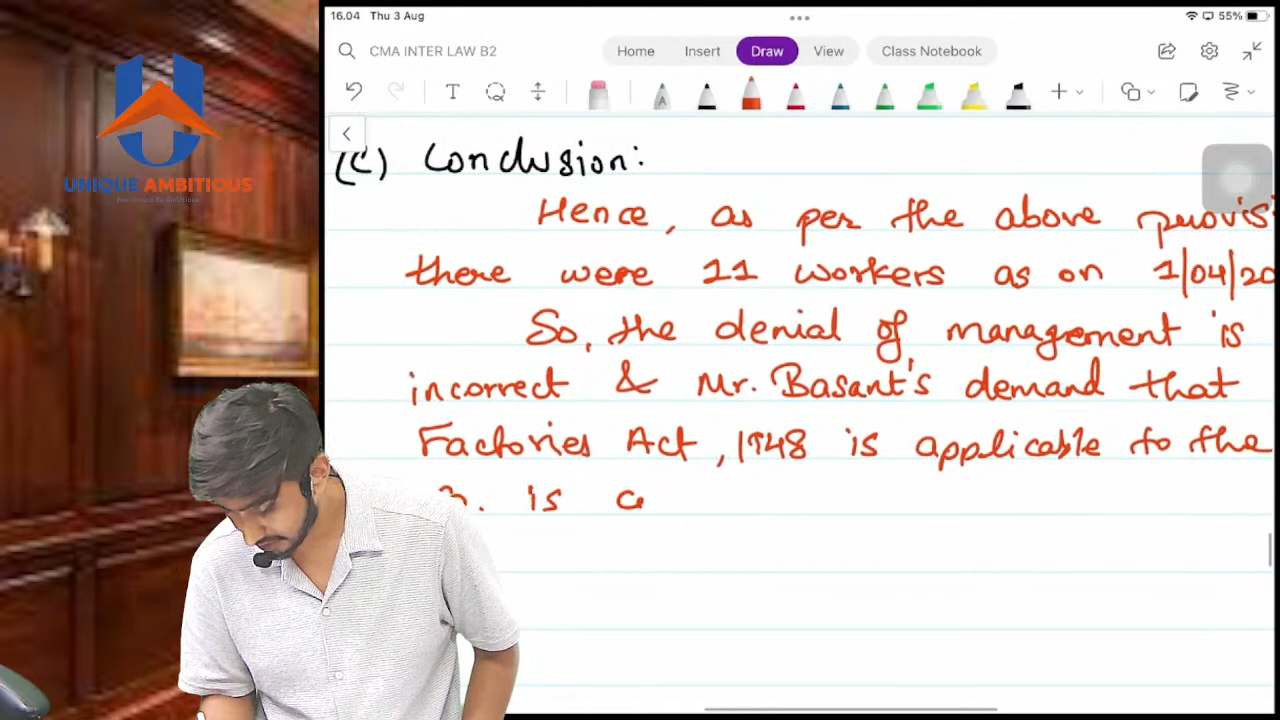 16.04 Thu 3 Aug
55%
CMA INTER LAW B2
Home Insert Draw View Class Notebook
UNIQUE AMBITIOUS
(C) Conclusion:
Hence, as per the above provisi
there were 11 workers as on 1/04/20
So, the denial of management is
incorrect & Mr. Basant's demand that
Factories Act, 1948 is applicable to the
is c